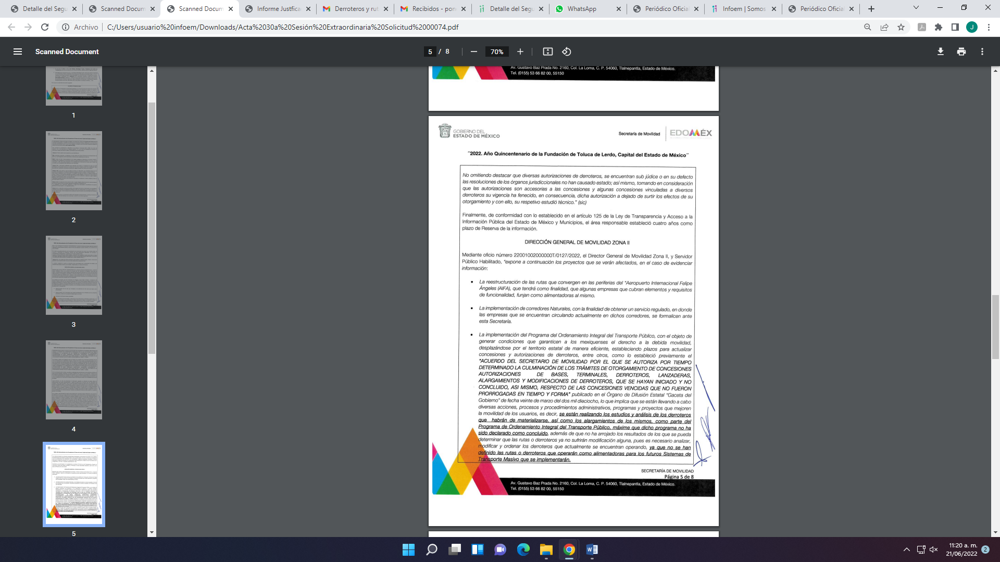 Detalle del Segu
Scanned Docum
Scanned Docum
Informe Justfica
Derroteros y rut
Recibidos - pon
Detalle del Segu
WhatsApp
Periódico Oficial
Infoem | Somos
Periódico Oficial
Archivo
C:/Users/usuario%20infoem/Downloads/Acta%2030a%20Sesión%20Extraordinaria%20Solicitud%2000074.pdf
J
Scanned Document
5 / 8
70%
1
2
3
4
5
Av. Gustavo Baz Prada No. 2160, Col. La Loma, C. P. 54060, Tlalnepantla, Estado de México.
Tel. (0155) 53 66 82 00, 55150
GOBIERNO DEL
ESTADO DE MÉXICO
Secretaría de Movilidad
EDOMÉX
¨2022. Año Quincentenario de la Fundación de Toluca de Lerdo, Capital del Estado de México¨
No omitiendo destacar que diversas autorizaciones de derroteros, se encuentran sub júdice o en su defecto
las resoluciones de los órganos jurisdiccionales no han causado estado; así mismo, tomando en consideración
que las autorizaciones son accesorias a las concesiones y algunas concesiones vinculadas a diversos
derroteros su vigencia ha fenecido, en consecuencia, dicha autorización a dejado de surtir los efectos de su
otorgamiento y con ello, su respetivo estudió técnico." (sic)
Finalmente, de conformidad con lo establecido en el artículo 125 de la Ley de Transparencia y Acceso a la
Información Pública del Estado de México y Municipios, el área responsable estableció cuatro años como
plazo de Reserva de la información.
DIRECCIÓN GENERAL DE MOVILIDAD ZONA II
Mediante oficio número 22001002000000T/0127/2022, el Director General de Movilidad Zona II, y Servidor
Público Habilitado, "expone a continuación los proyectos que se verán afectados, en el caso de evidenciar
información:
• La reestructuración de las rutas que convergen en las periferias del "Aeropuerto Internacional Felipe
Ángeles (AIFA), que tendrá como finalidad, que algunas empresas que cubran elementos y requisitos
de funcionalidad, funjan como alimentadoras al mismo.
• La implementación de corredores Naturales, con la finalidad de obtener un servicio regulado, en donde
las empresas que se encuentran circulando actualmente en dichos corredores, se formalicen ante
esta Secretaría.
• La implementación del Programa del Ordenamiento Integral del Transporte Público, con el objeto de
generar condiciones que garanticen a los mexiquenses el derecho a la debida movilidad,
desplazándose por el territorio estatal de manera eficiente, estableciendo plazos para actualizar
concesiones y autorizaciones de derroteros, entre otros, como lo estableció previamente el
"ACUERDO DEL SECRETARIO DE MOVILIDAD POR EL QUE SE AUTORIZA POR TIEMPO
DETERMINADO LA CULMINACIÓN DE LOS TRÁMITES DE OTORGAMIENTO DE CONCESIONES
AUTORIZACIONES DE BASES, TERMINALES, DERROTEROS, LANZADERAS,
ALARGAMIENTOS Y MODIFICACIONES DE DERROTEROS, QUE SE HAYAN INICIADO Y NO
CONCLUIDO, ASI MISMO, RESPECTO DE LAS CONCESIONES VENCIDAS QUE NO FUERON
PRORROGADAS EN TIEMPO Y FORMA" publicado en el Órgano de Difusión Estatal "Gaceta del
Gobierno" de fecha veinte de marzo del dos mil dieciocho, lo que implica que se están llevando a cabo
diversas acciones, procesos y procedimientos administrativos, programas y proyectos que mejoren
la movilidad de los usuarios, es decir, se están realizando los estudios y análisis de los derroteros
que habrán de materializarse, así como los alargamientos de los mismos, como parte del
Programa de Ordenamiento Integral del Transporte Público, máxime que dicho programa no ha
sido declarado como concluido, además de que no ha arrojado los resultados de los que se pueda
determinar que las rutas o derroteros ya no sufrirán modificación alguna, pues es necesario analizar,
modificar y ordenar los derroteros que actualmente se encuentran operando, ya que no se han
definido las rutas o derroteros que operarán como alimentadoras para los futuros Sistemas de
Transporte Masivo que se implementarán.
SECRETARÍA DE MOVILIDAD
Página 5 de 8
Av. Gustavo Baz Prada No. 2160, Col. La Loma, C. P. 54060, Tlalnepantla, Estado de México.
Tel. (0155) 53 66 82 00, 55150
11:20 a. m.
21/06/2022
2